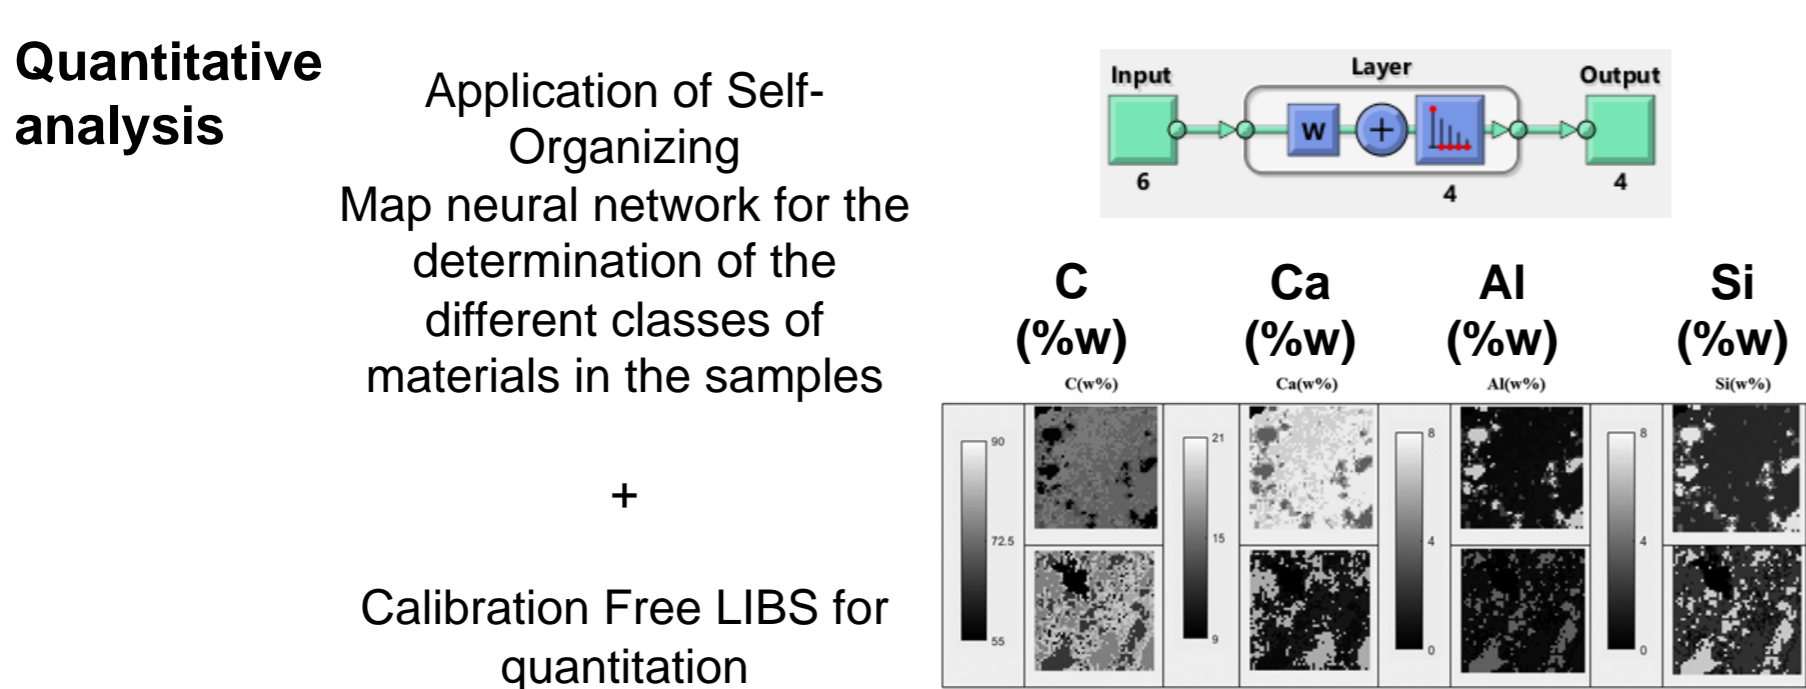 Quantitative
analysis
Application of Self-
Organizing
Map neural network for the
determination of the
different classes of
materials in the samples
+
Calibration Free LIBS for
quantitation
Input
Layer
Output
W
+
6
4
4
C
(%w)
Ca
(%w)
Al
(%w)
Si
(%w)
C(w%)
Ca(w%)
Al(w%)
Si(w%)
90
72.5
55
21
15
9
8
4
0
8
4
0